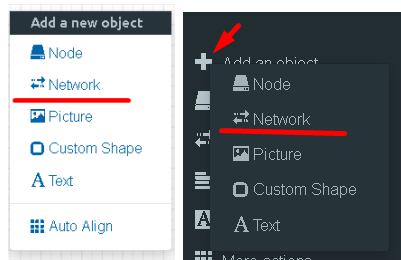 Add a new object
Node
Network
Picture
Custom Shape
Text
Auto Align
Add an object
Node
Network
Picture
Custom Shape
Text
More actions